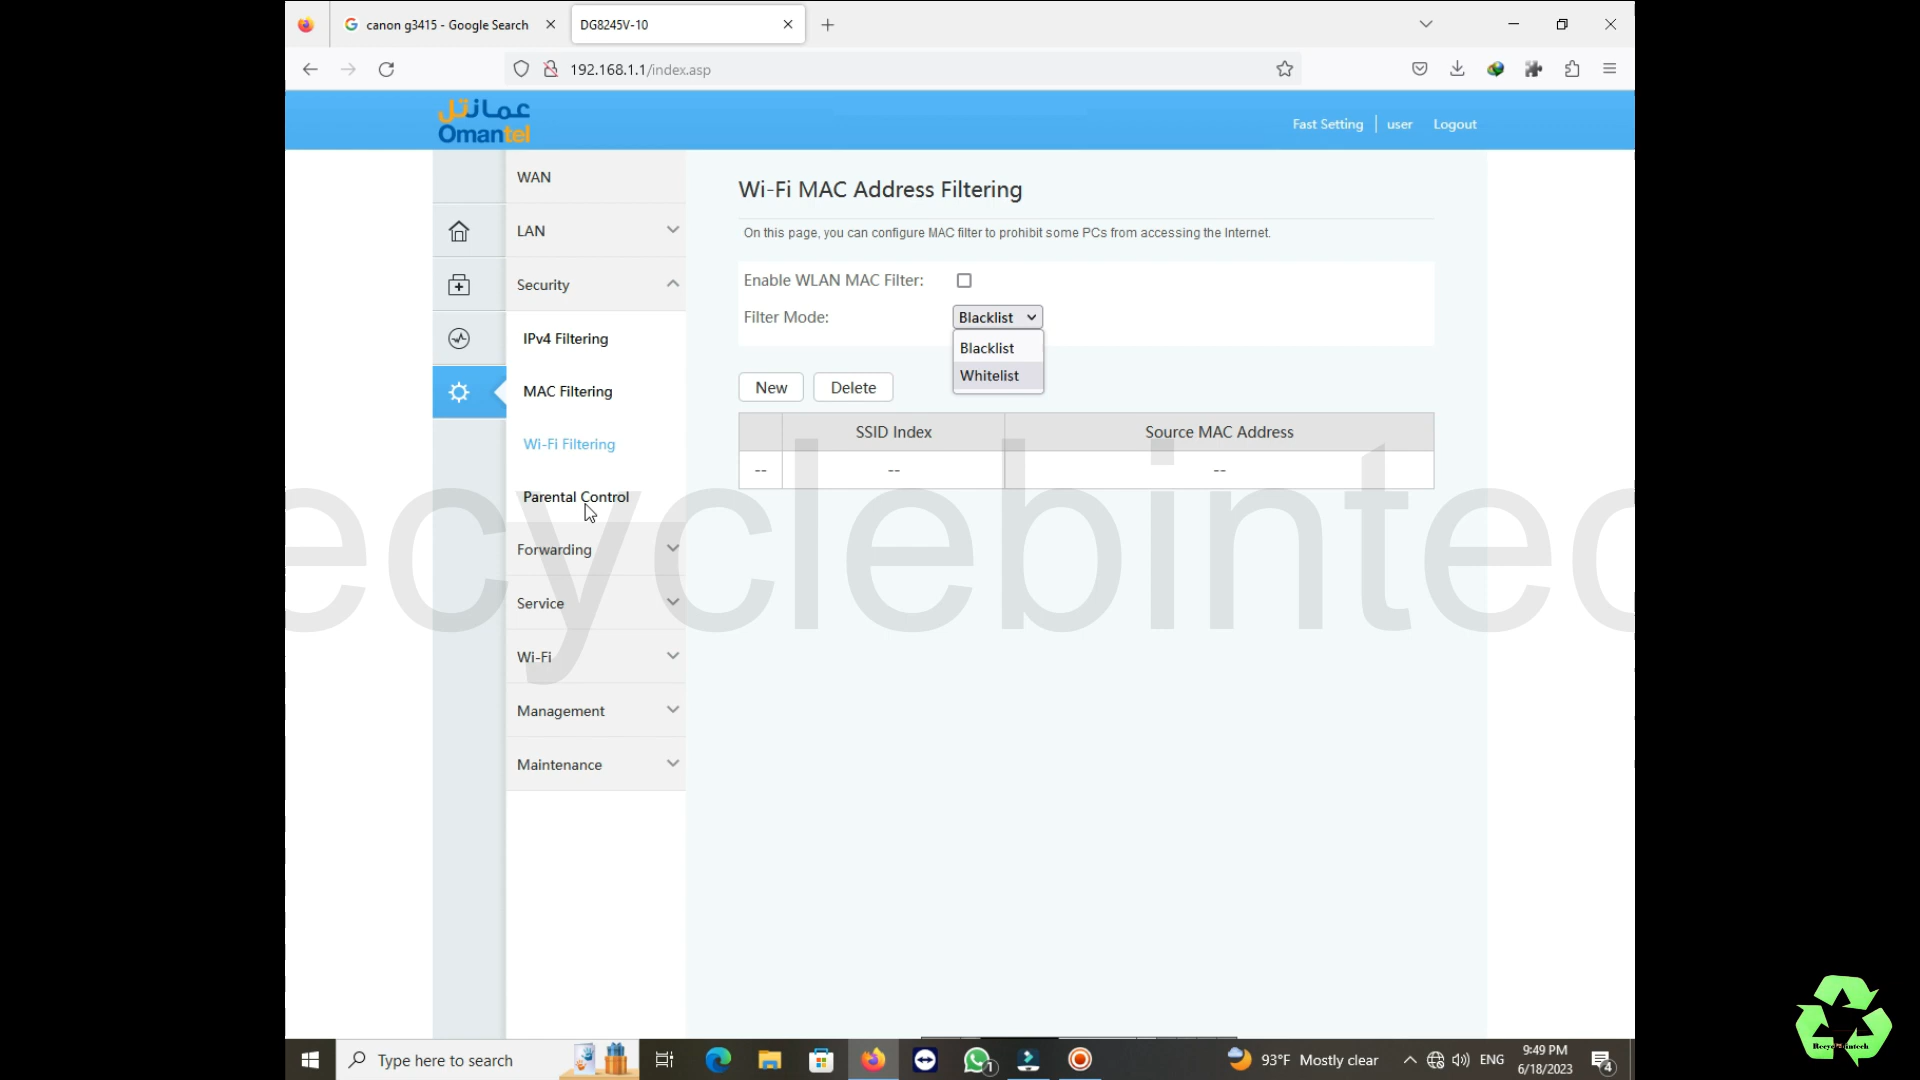 canon g3415 - Google Search
DG8245V-10
192.168.1.1/index.asp
عمانتل
Omantel
Fast Setting
user
Logout
WAN
LAN
Security
IPv4 Filtering
MAC Filtering
Wi-Fi Filtering
Parental Control
Forwarding
Service
Wi-Fi
Management
Maintenance
Wi-Fi MAC Address Filtering
On this page, you can configure MAC filter to prohibit some PCs from accessing the Internet.
Enable WLAN MAC Filter:
Filter Mode: Blacklist
Blacklist
Whitelist
New Delete
SSID Index Source MAC Address
-- -- --
ecyclebintec
Type here to search
1
93°F Mostly clear
ENG
9:49 PM
6/18/2023
4
Recyclebintech